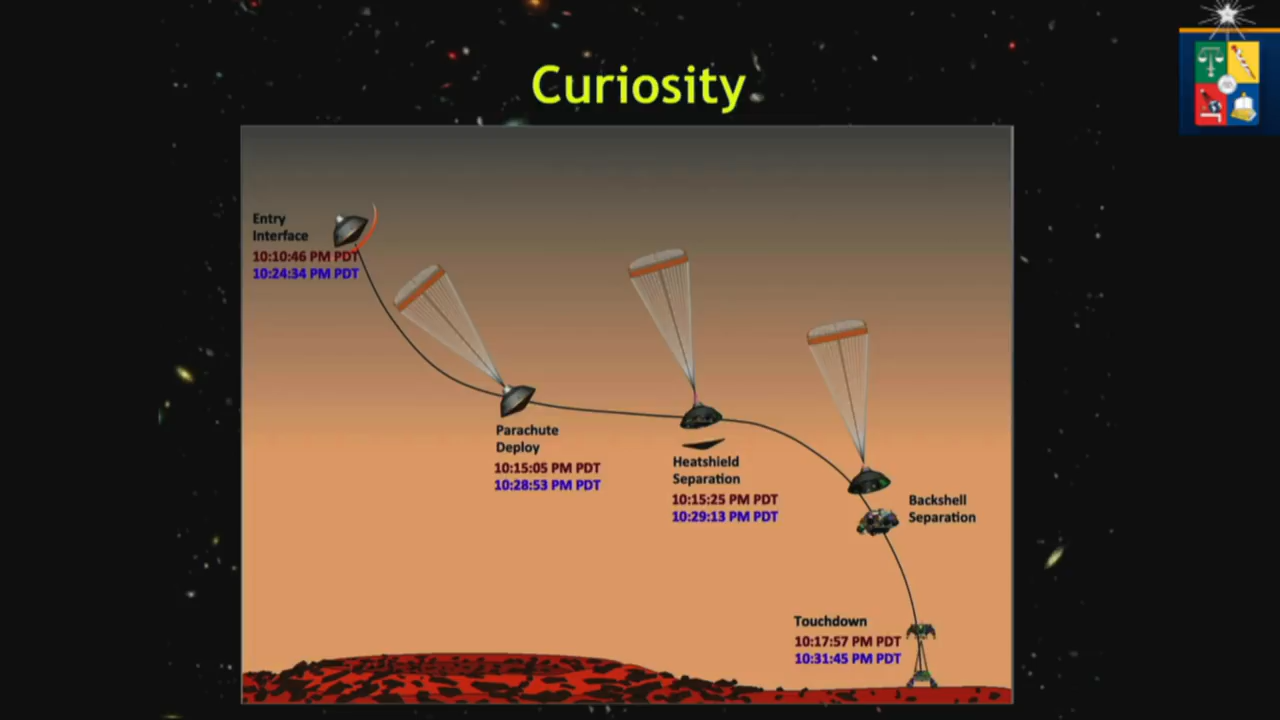 Curiosity
Entry
Interface
10:10:46 PM PDT
10:24:34 PM PDT
Parachute
Deploy
10:15:05 PM PDT
10:28:53 PM PDT
Heatshield
Separation
10:15:25 PM PDT
10:29:13 PM PDT
Backshell
Separation
Touchdown
10:17:57 PM PDT
10:31:45 PM PDT